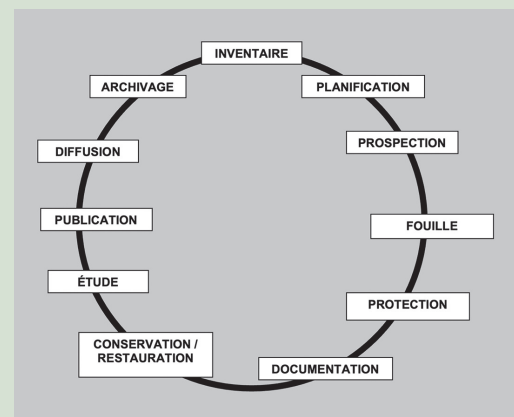 INVENTAIRE
PLANIFICATION
PROSPECTION
FOUILLE
PROTECTION
DOCUMENTATION
CONSERVATION /
RESTAURATION
ÉTUDE
PUBLICATION
DIFFUSION
ARCHIVAGE